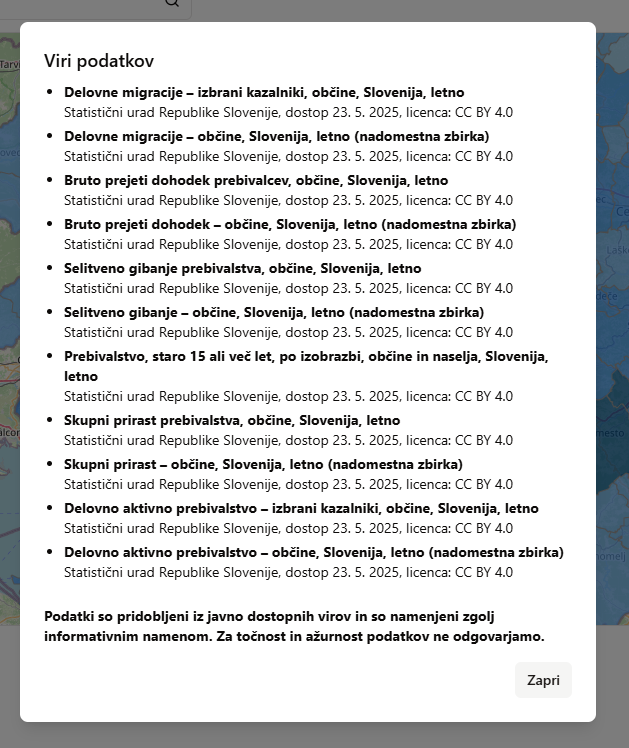 Viri podatkov
Delovne migracije – izbrani kazalniki, občine, Slovenija, letno
Statistični urad Republike Slovenije, dostop 23. 5. 2025, licenca: CC BY 4.0
Delovne migracije – občine, Slovenija, letno (nadomestna zbirka)
Statistični urad Republike Slovenije, dostop 23. 5. 2025, licenca: CC BY 4.0
Bruto prejeti dohodek prebivalcev, občine, Slovenija, letno
Statistični urad Republike Slovenije, dostop 23. 5. 2025, licenca: CC BY 4.0
Bruto prejeti dohodek – občine, Slovenija, letno (nadomestna zbirka)
Statistični urad Republike Slovenije, dostop 23. 5. 2025, licenca: CC BY 4.0
Selitveno gibanje prebivalstva, občine, Slovenija, letno
Statistični urad Republike Slovenije, dostop 23. 5. 2025, licenca: CC BY 4.0
Selitveno gibanje – občine, Slovenija, letno (nadomestna zbirka)
Statistični urad Republike Slovenije, dostop 23. 5. 2025, licenca: CC BY 4.0
Prebivalstvo, staro 15 ali več let, po izobrazbi, občine in naselja, Slovenija,
letno
Statistični urad Republike Slovenije, dostop 23. 5. 2025, licenca: CC BY 4.0
Skupni prirast prebivalstva, občine, Slovenija, letno
Statistični urad Republike Slovenije, dostop 23. 5. 2025, licenca: CC BY 4.0
Skupni prirast – občine, Slovenija, letno (nadomestna zbirka)
Statistični urad Republike Slovenije, dostop 23. 5. 2025, licenca: CC BY 4.0
Delovno aktivno prebivalstvo – izbrani kazalniki, občine, Slovenija, letno
Statistični urad Republike Slovenije, dostop 23. 5. 2025, licenca: CC BY 4.0
Delovno aktivno prebivalstvo – občine, Slovenija, letno (nadomestna zbirka)
Statistični urad Republike Slovenije, dostop 23. 5. 2025, licenca: CC BY 4.0
Podatki so pridobljeni iz javno dostopnih virov in so namenjeni zgolj
informativnim namenom. Za točnost in ažurnost podatkov ne odgovarjamo.
Zapri